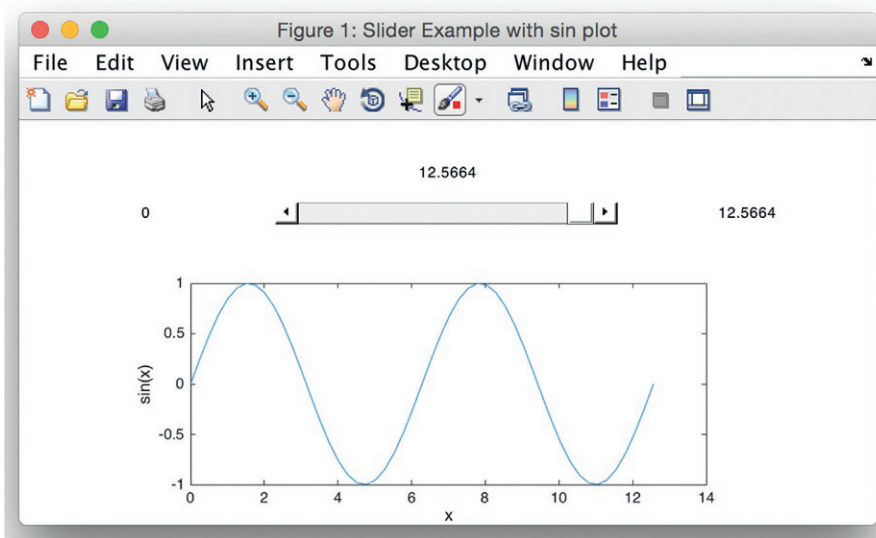 Figure 1: Slider Example with sin plot
File Edit View Insert Tools Desktop Window Help
12.5664
0 12.5664
1
0.5
0
-0.5
-1
sin(x)
0 2 4 6 8 10 12 14
x